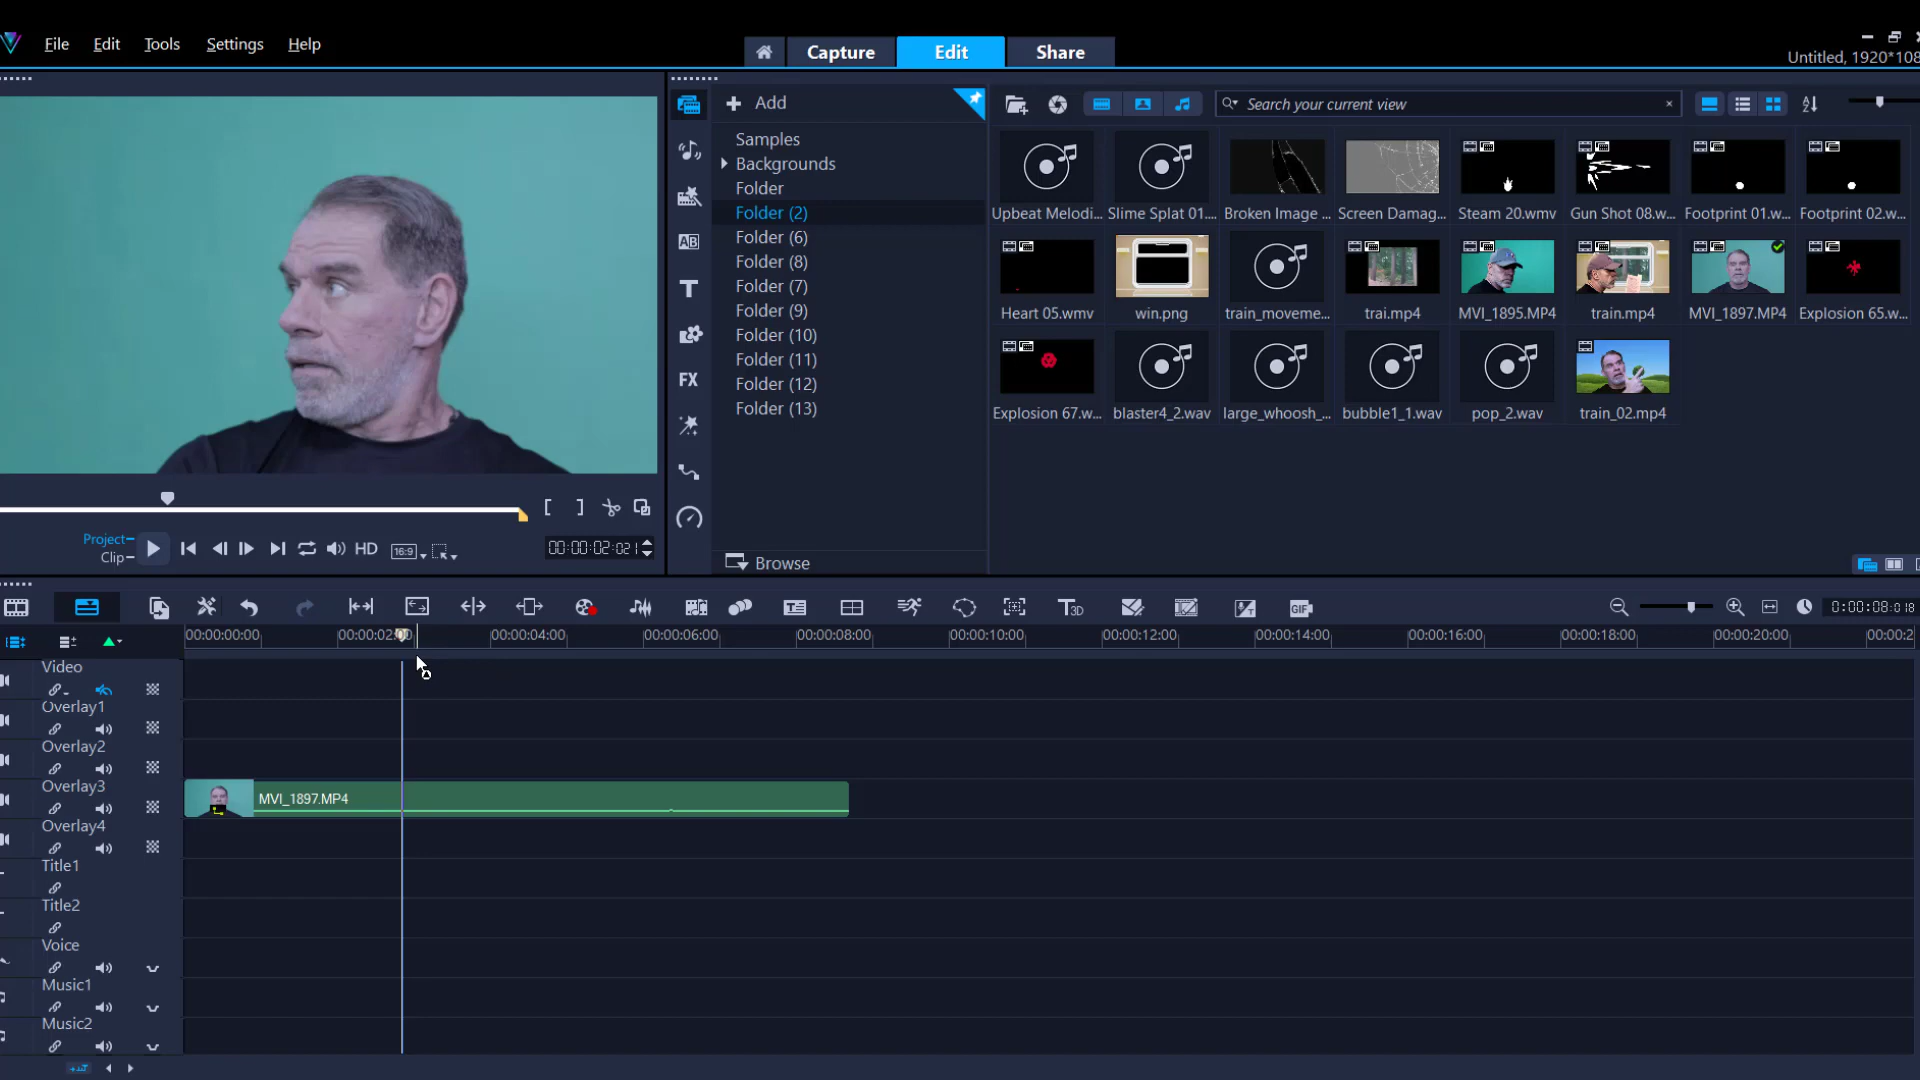 File Edit Tools Settings Help
Capture Edit Share
Untitled, 1920*108
Add
Search your current view
Samples
Backgrounds
Folder
Folder (2)
Folder (6)
Folder (8)
Folder (7)
Folder (9)
Folder (10)
Folder (11)
Folder (12)
Folder (13)
Browse
Upbeat Melodi... Slime Splat 01.... Broken Image ... Screen Damag... Steam 20.wmv Gun Shot 08.w... Footprint 01.w... Footprint 02.w...
Heart 05.wmv win.png train_moveme... trai.mp4 MVI_1895.MP4 train.mp4 MVI_1897.MP4 Explosion 65.w...
Explosion 67.w... blaster4_2.wav large_whoosh_... bubble1_1.wav pop_2.wav train_02.mp4
AB
T
FX
Project
Clip
HD
16:9
00:00:02:021
T3D
GIF
0:00:08:018
00:00:00:00 00:00:02:00 00:00:04:00 00:00:06:00 00:00:08:00 00:00:10:00 00:00:12:00 00:00:14:00 00:00:16:00 00:00:18:00 00:00:20:00 00:00:2
Video
Overlay1
Overlay2
Overlay3
MVI_1897.MP4
Overlay4
Title1
Title2
Voice
Music1
Music2